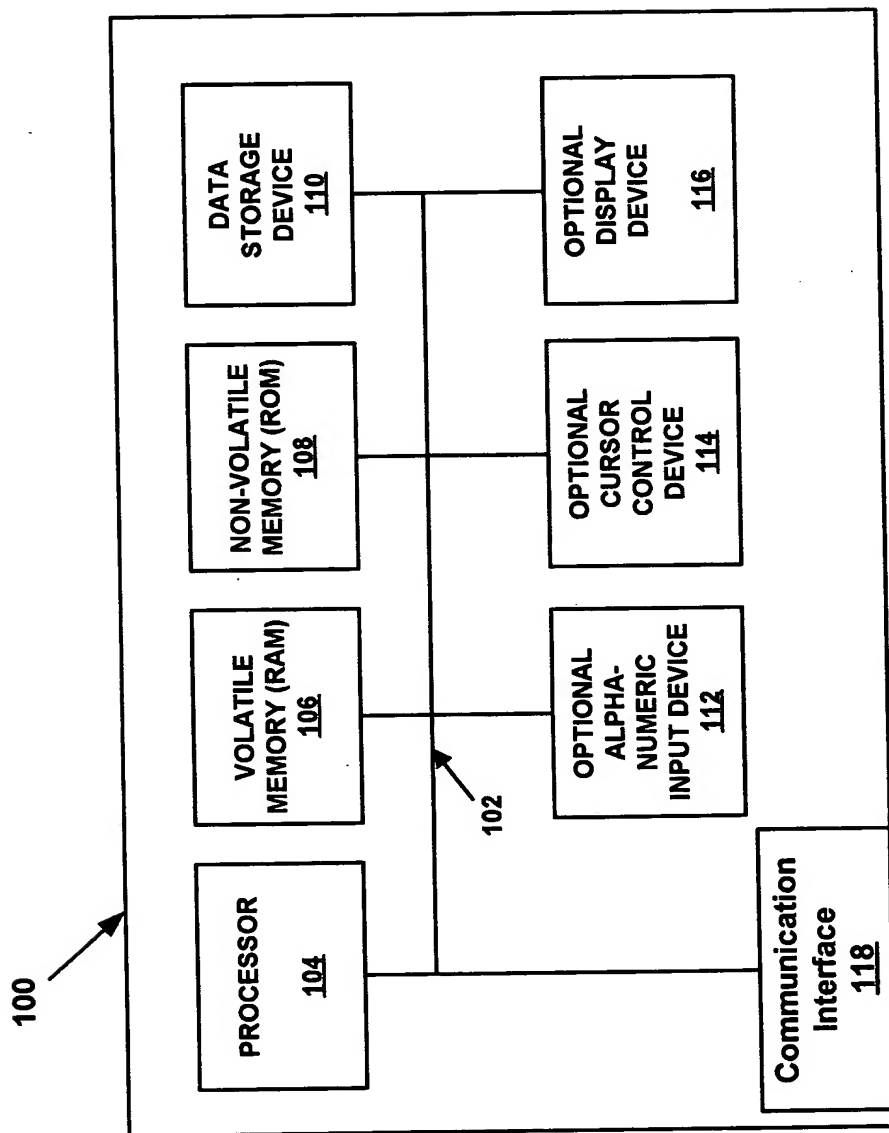 100
PROCESSOR
104
VOLATILE
MEMORY (RAM)
106
NON-VOLATILE
MEMORY (ROM)
108
DATA
STORAGE
DEVICE
110
102
OPTIONAL
ALPHA-
NUMERIC
INPUT DEVICE
112
OPTIONAL
CURSOR
CONTROL
DEVICE
114
OPTIONAL
DISPLAY
DEVICE
116
Communication
Interface
118